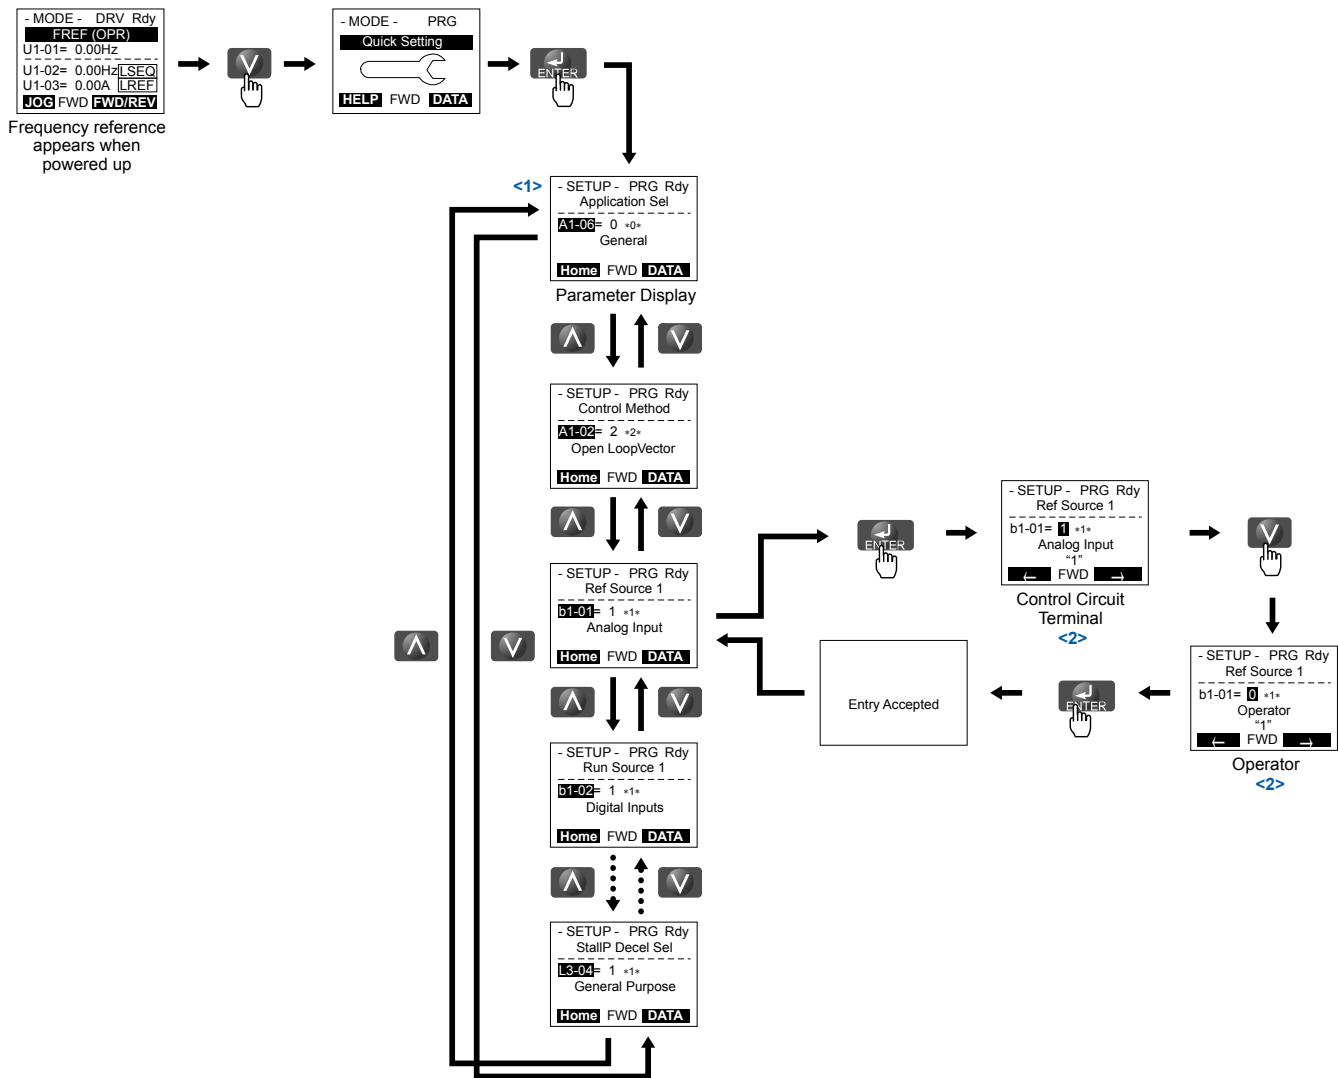 - MODE -  DRV Rdy
FREF (OPR)
U1-01=  0.00Hz
U1-02=  0.00Hz LSEQ
U1-03=  0.00A  LREF
JOG FWD FWD/REV
Frequency reference
appears when
powered up
- MODE -  PRG
Quick Setting
HELP FWD DATA
ENTER
<1>
- SETUP -  PRG Rdy
Application Sel
A1-06= 0 *0*
General
Home FWD DATA
Parameter Display
- SETUP -  PRG Rdy
Control Method
A1-02= 2 *2*
Open LoopVector
Home FWD DATA
- SETUP -  PRG Rdy
Ref Source 1
b1-01= 1 *1*
Analog Input
Home FWD DATA
ENTER
- SETUP -  PRG Rdy
Ref Source 1
b1-01= 1 *1*
Analog Input
“1”
← FWD →
Control Circuit
Terminal
<2>
- SETUP -  PRG Rdy
Ref Source 1
b1-01= 0 *1*
Operator
“1”
← FWD →
Operator
<2>
ENTER
Entry Accepted
- SETUP -  PRG Rdy
Run Source 1
b1-02= 1 *1*
Digital Inputs
Home FWD DATA
- SETUP -  PRG Rdy
StallP Decel Sel
L3-04= 1 *1*
General Purpose
Home FWD DATA